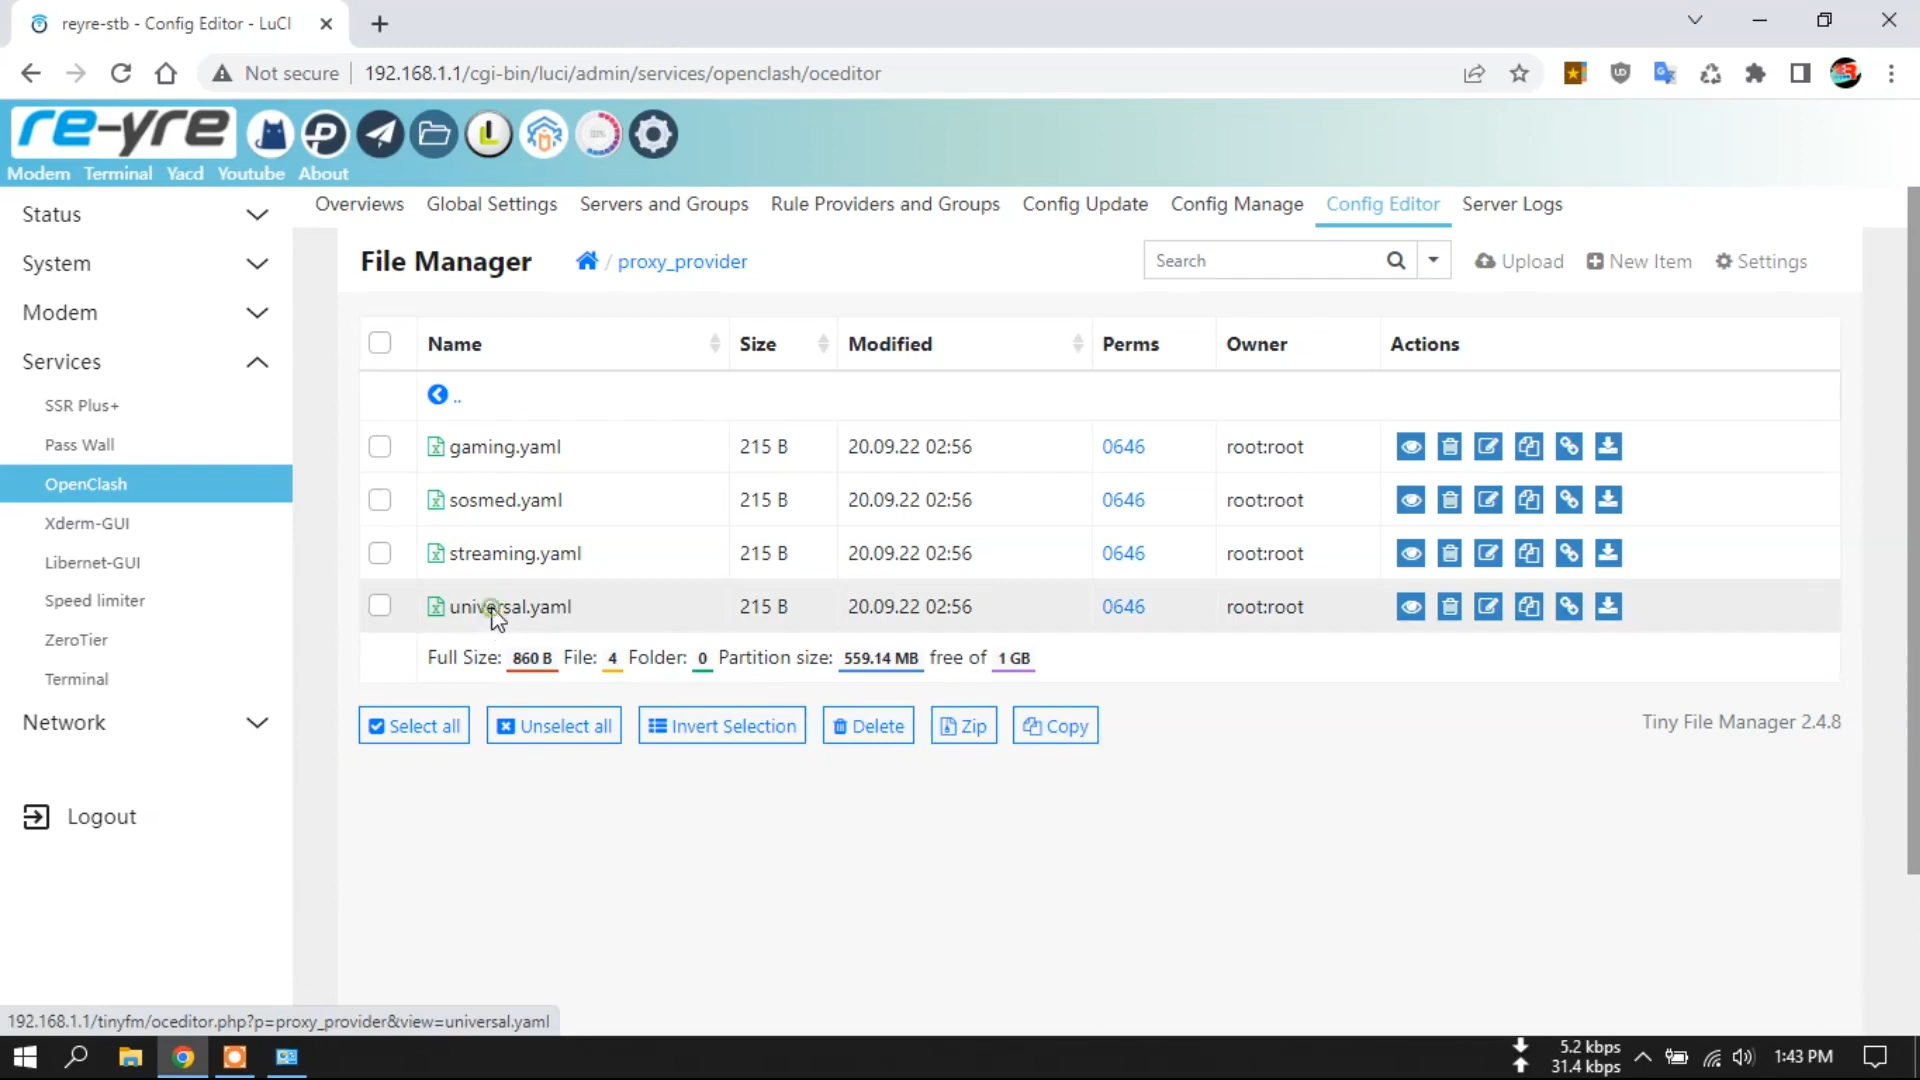 reyre-stb - Config Editor - LuCI
Not secure
192.168.1.1/cgi-bin/luci/admin/services/openclash/oceditor
re-yre
Modem Terminal Yacd Youtube About
Status
System
Modem
Services
SSR Plus+
Pass Wall
OpenClash
Xderm-GUI
Libernet-GUI
Speed limiter
ZeroTier
Terminal
Network
Logout
Overviews Global Settings Servers and Groups Rule Providers and Groups Config Update Config Manage Config Editor Server Logs
File Manager / proxy_provider Search Upload New Item Settings
Name Size Modified Perms Owner Actions
..
gaming.yaml 215 B 20.09.22 02:56 0646 root:root
sosmed.yaml 215 B 20.09.22 02:56 0646 root:root
streaming.yaml 215 B 20.09.22 02:56 0646 root:root
universal.yaml 215 B 20.09.22 02:56 0646 root:root
Full Size: 860 B File: 4 Folder: 0 Partition size: 559.14 MB free of 1 GB
Select all Unselect all Invert Selection Delete Zip Copy
Tiny File Manager 2.4.8
192.168.1.1/tinyfm/oceditor.php?p=proxy_provider&view=universal.yaml
5.2 kbps
31.4 kbps
1:43 PM